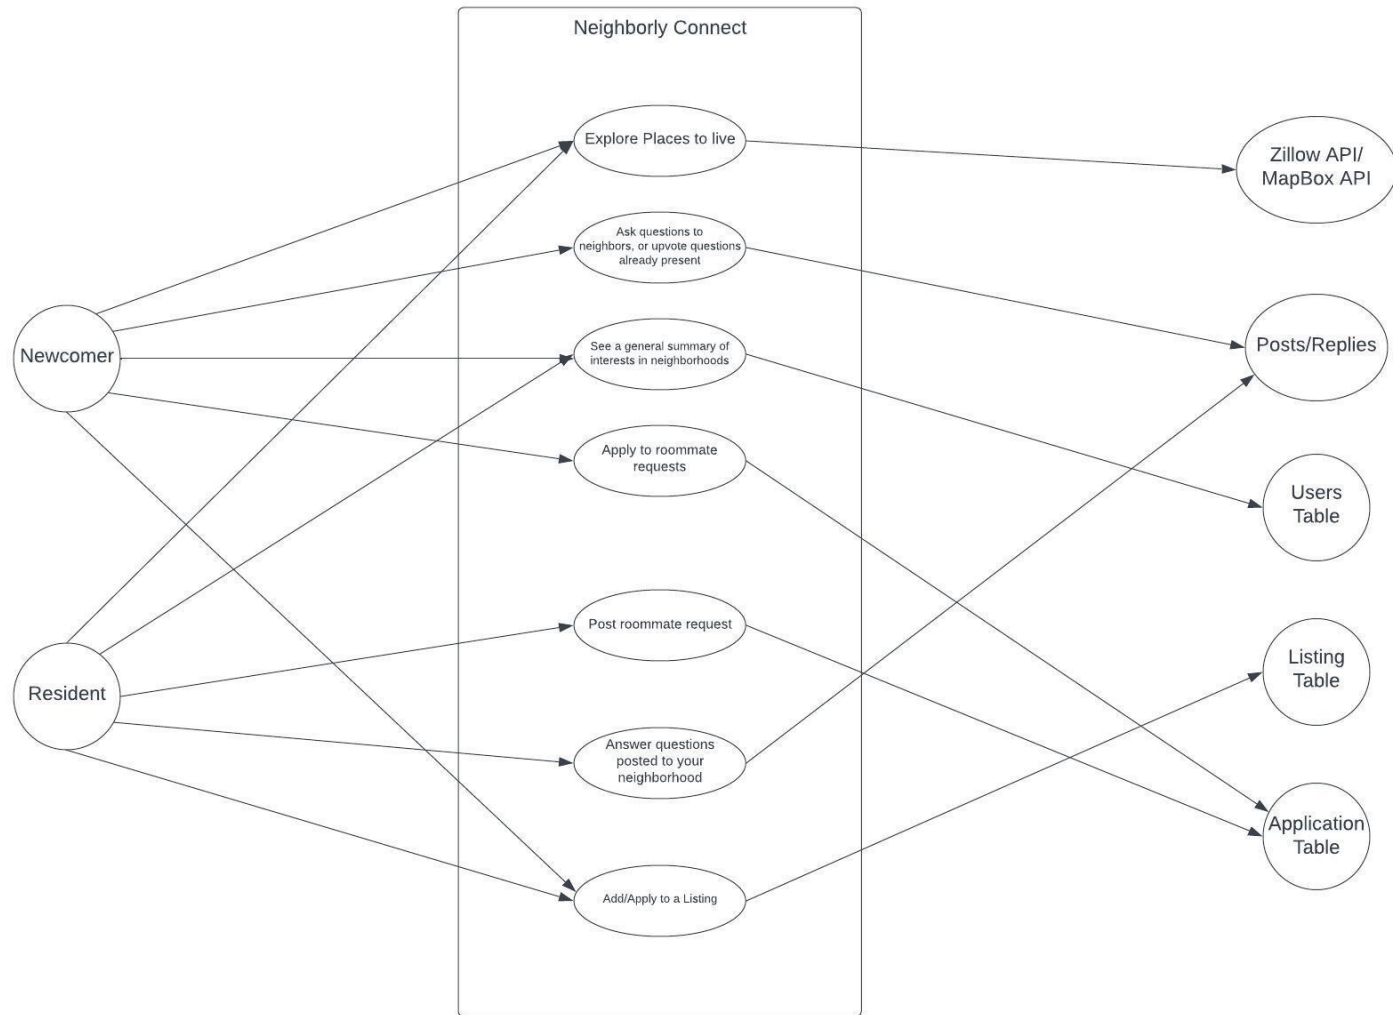 Neighborly Connect
Explore Places to live
Zillow API/
MapBox API
Ask questions to
neighbors, or upvote questions
already present
Newcomer
See a general summary of
interests in neighborhoods
Posts/Replies
Apply to roommate
requests
Users
Table
Post roommate request
Resident
Listing
Table
Answer questions
posted to your
neighborhood
Application
Table
Add/Apply to a Listing